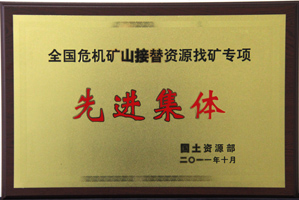 全国危机矿山接替资源找矿专项
先进集体
国土资源部
二〇一一年十月